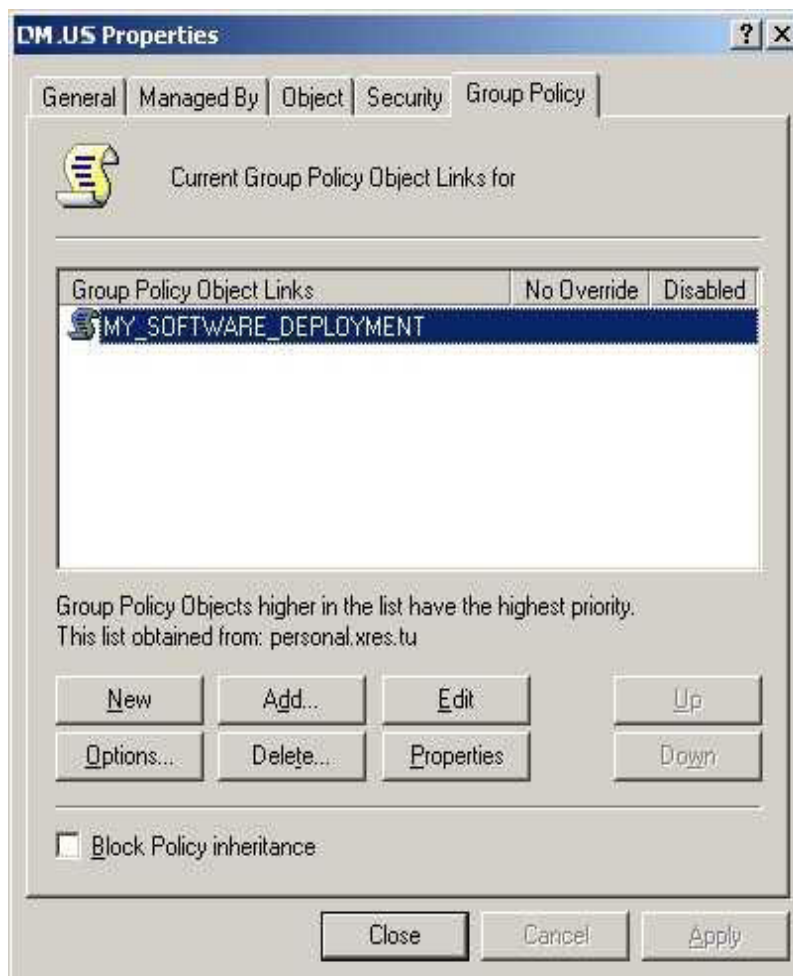 DM.US Properties
General Managed By Object Security Group Policy
Current Group Policy Object Links for
Group Policy Object Links No Override Disabled
MY_SOFTWARE_DEPLOYMENT
Group Policy Objects higher in the list have the highest priority.
This list obtained from: personal.xres.tu
New Add... Edit Up
Options... Delete... Properties Down
Block Policy inheritance
Close Cancel Apply